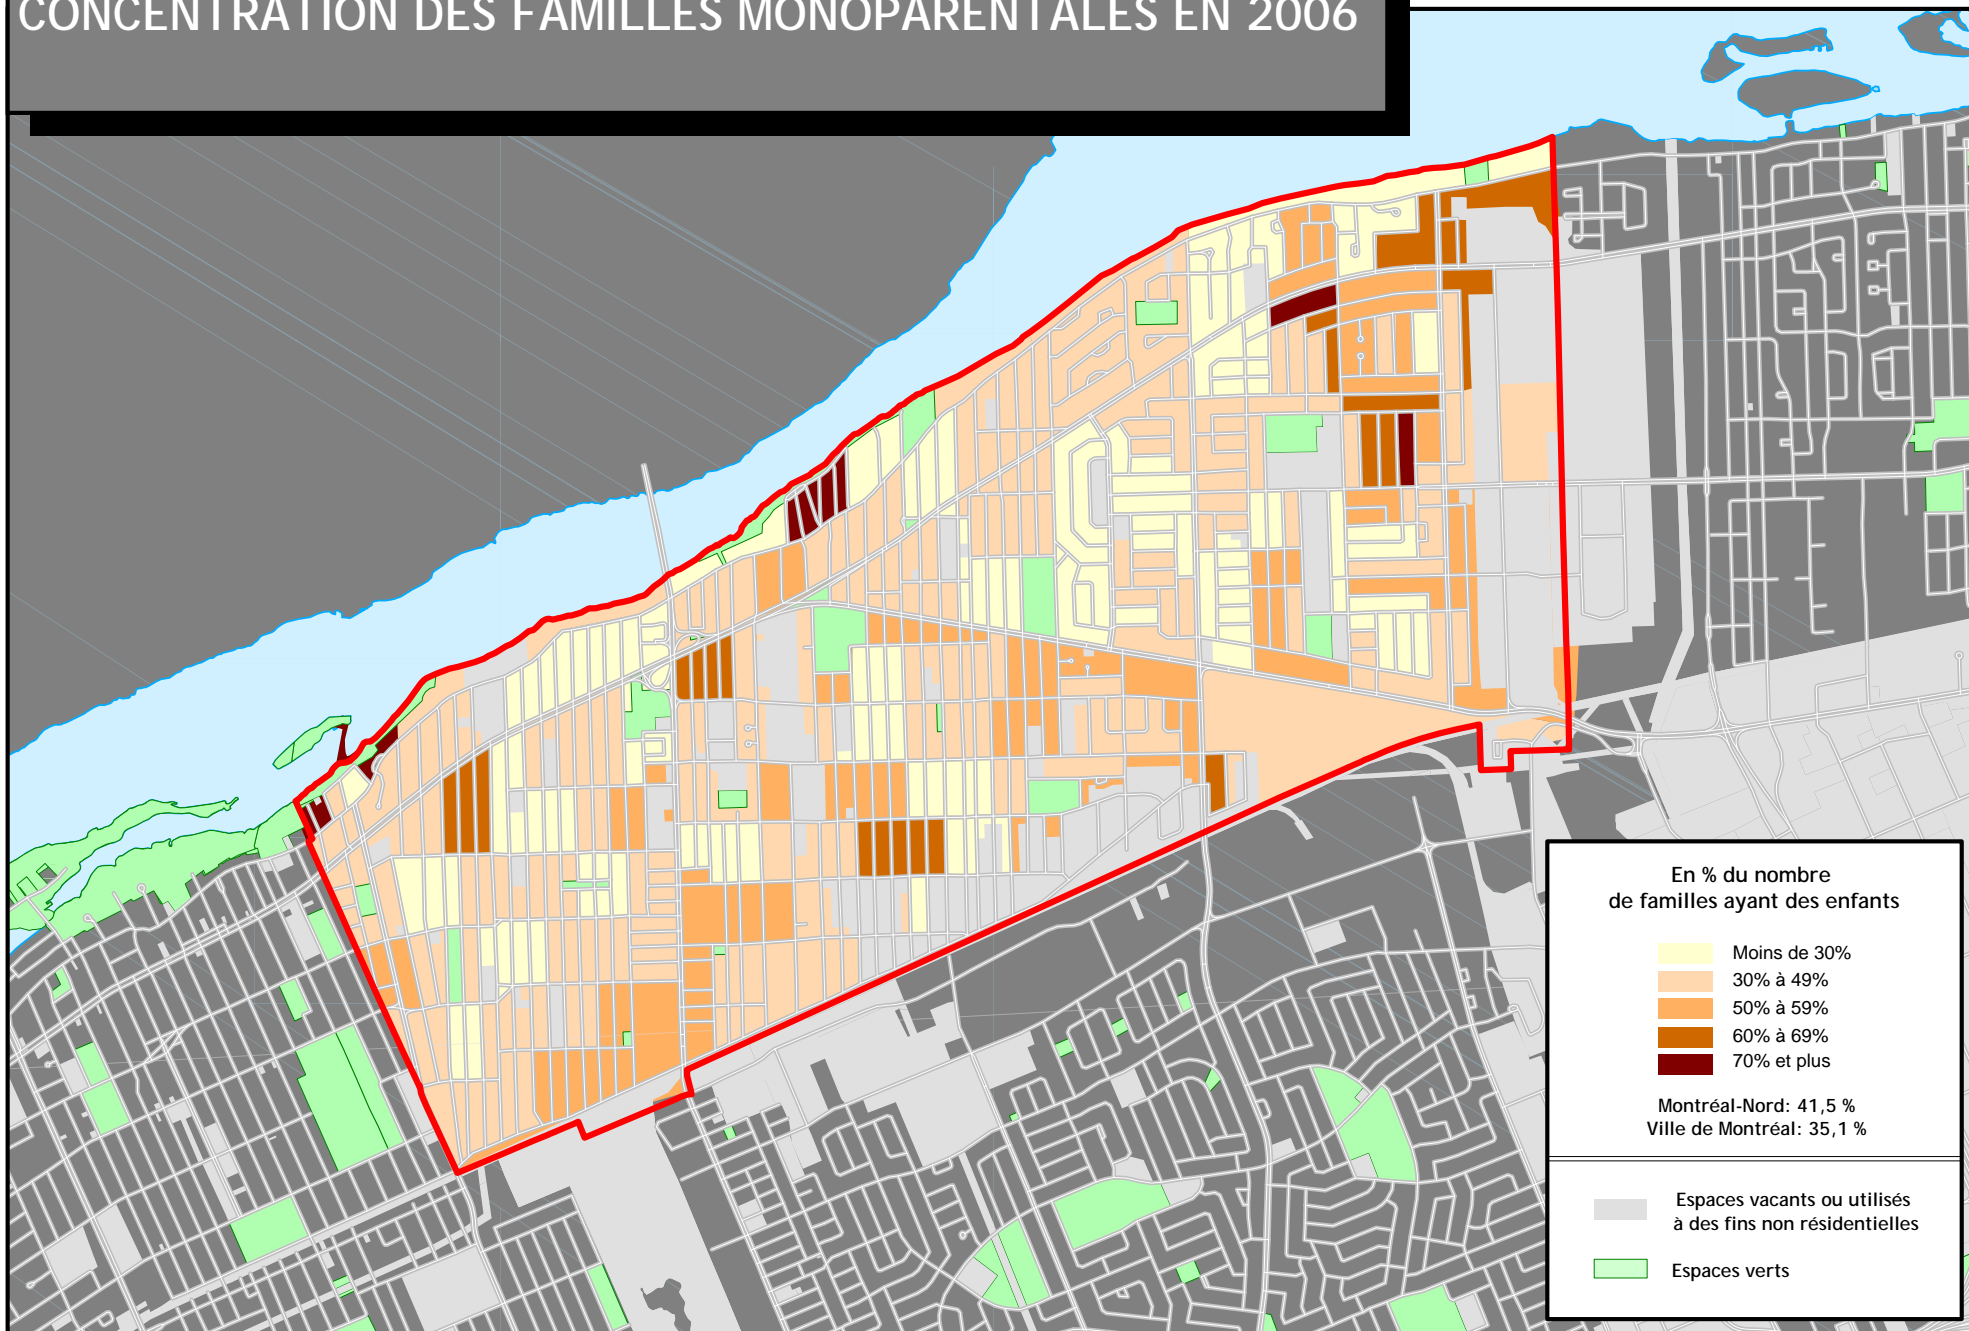 CONCENTRATION DES FAMILLES MONOPARENTALES EN 2006
En % du nombre
de familles ayant des enfants
Moins de 30%
30% à 49%
50% à 59%
60% à 69%
70% et plus
Montréal-Nord: 41,5 %
Ville de Montréal: 35,1 %
Espaces vacants ou utilisés
à des fins non résidentielles
Espaces verts